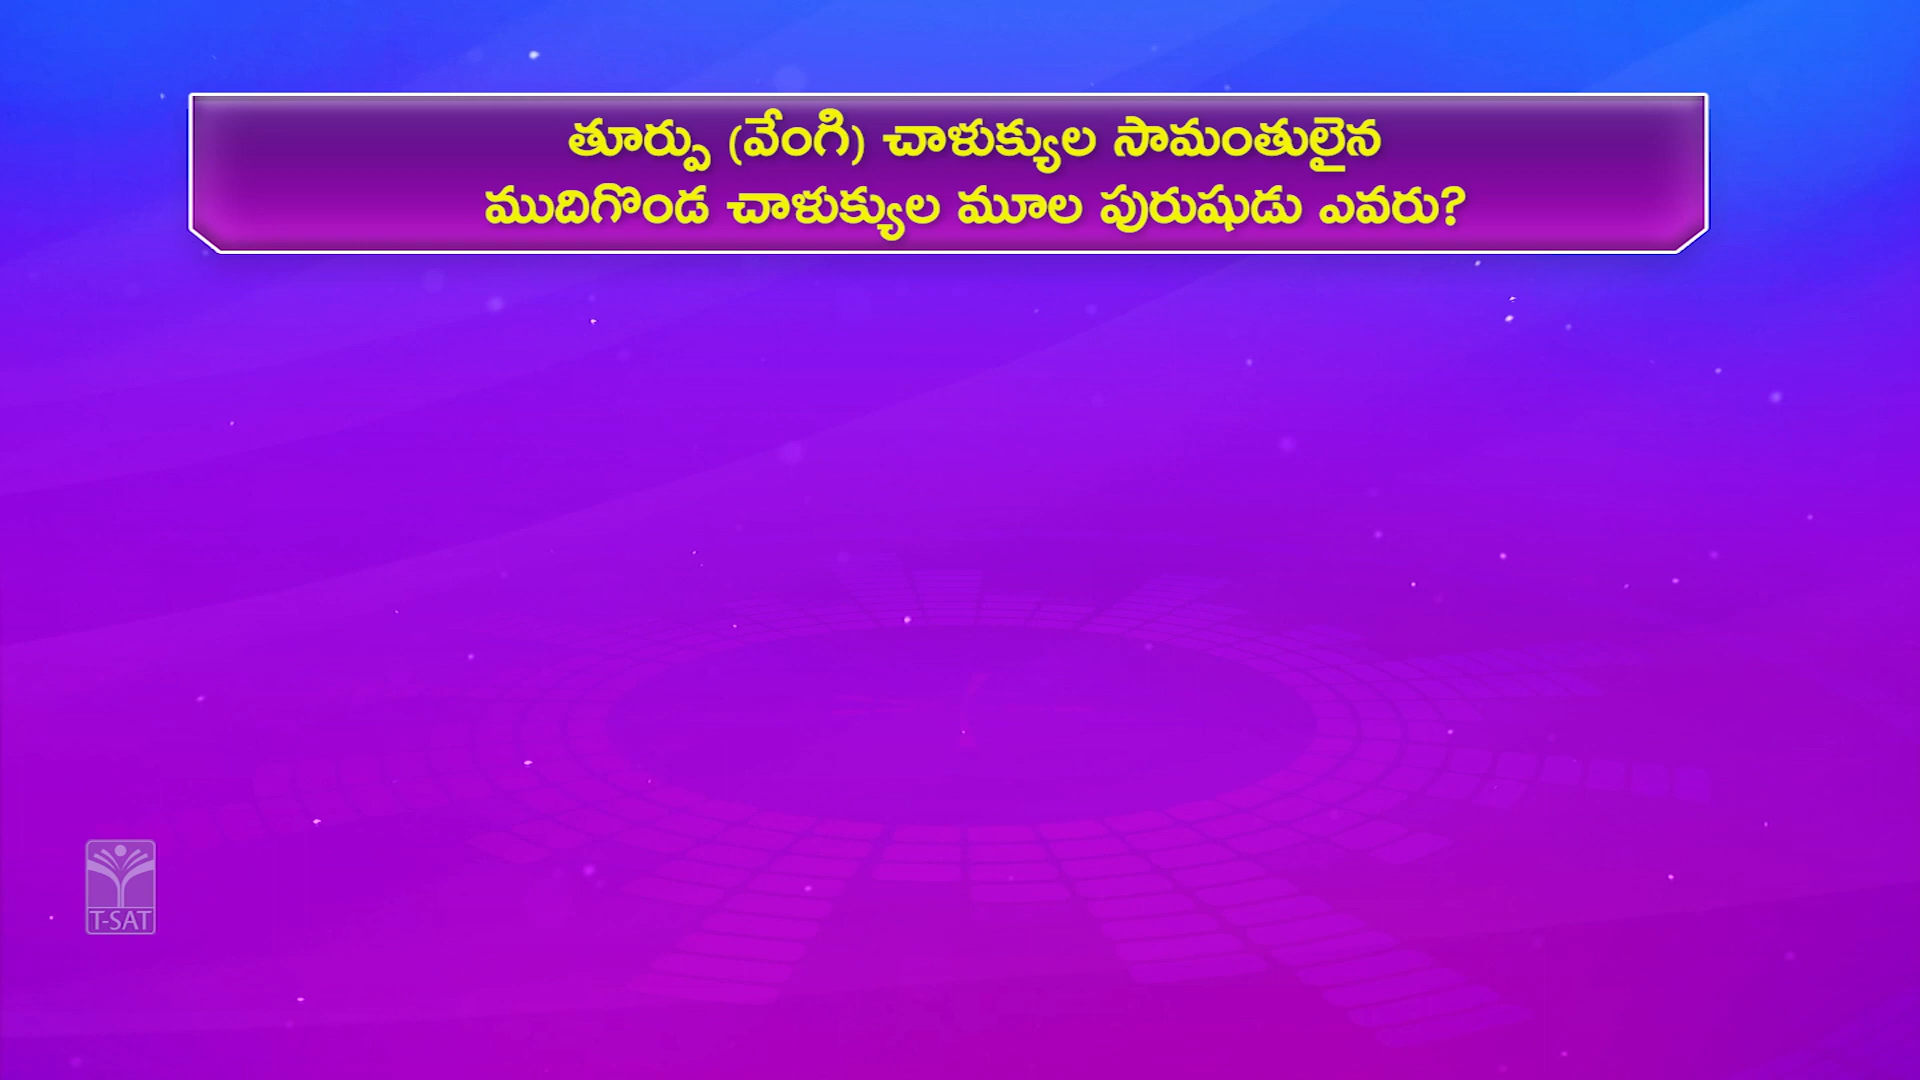 తూర్పు (వేంగి) చాళుక్యుల సామంతులైన
ముదిగొండ చాళుక్యుల మూల పురుషుడు ఎవరు?
T-SAT